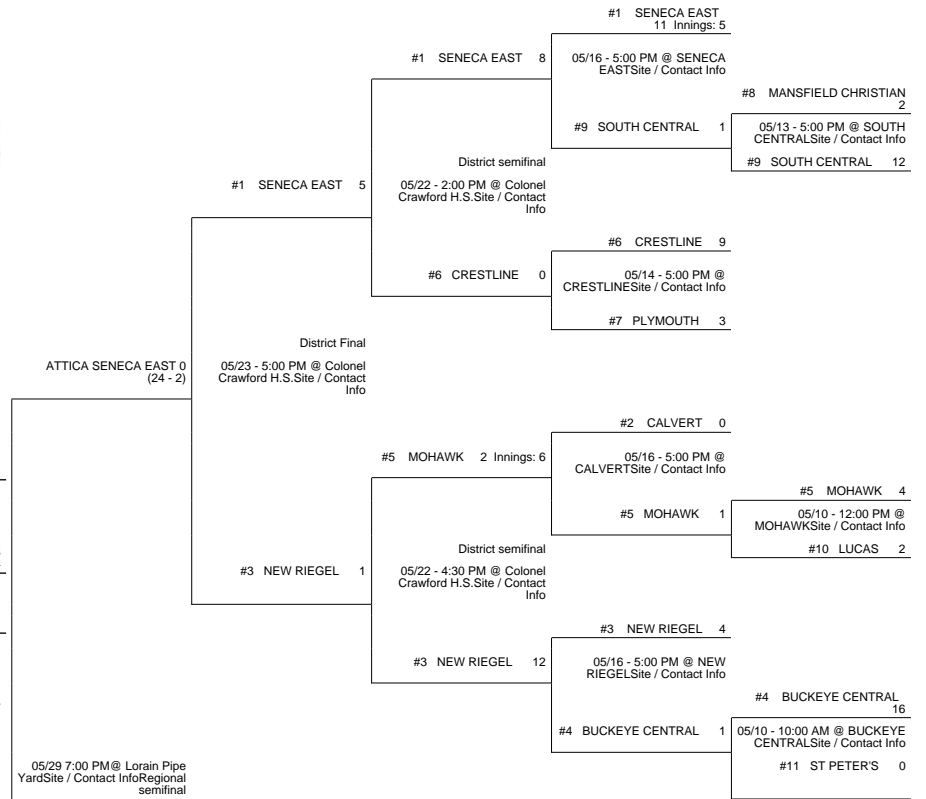 #1 SENECA EAST
11 Innings: 5
#1 SENECA EAST 8
05/16 - 5:00 PM @ SENECA
EASTSite / Contact Info
#8 MANSFIELD CHRISTIAN
2
#9 SOUTH CENTRAL 1
05/13 - 5:00 PM @ SOUTH
CENTRALSite / Contact Info
#9 SOUTH CENTRAL 12
District semifinal
#1 SENECA EAST 5
05/22 - 2:00 PM @ Colonel
Crawford H.S.Site / Contact
Info
#6 CRESTLINE 9
#6 CRESTLINE 0
05/14 - 5:00 PM @
CRESTLINESite / Contact Info
#7 PLYMOUTH 3
District Final
ATTICA SENECA EAST 0
(24 - 2)
05/23 - 5:00 PM @ Colonel
Crawford H.S.Site / Contact
Info
#2 CALVERT 0
#5 MOHAWK 2 Innings: 6
05/16 - 5:00 PM @
CALVERTSite / Contact Info
#5 MOHAWK 4
#5 MOHAWK 1
05/10 - 12:00 PM @
MOHAWKSite / Contact Info
#10 LUCAS 2
District semifinal
#3 NEW RIEGEL 1
05/22 - 4:30 PM @ Colonel
Crawford H.S.Site / Contact
Info
#3 NEW RIEGEL 4
#3 NEW RIEGEL 12
05/16 - 5:00 PM @ NEW
RIEGELSite / Contact Info
#4 BUCKEYE CENTRAL
16
#4 BUCKEYE CENTRAL 1
05/10 - 10:00 AM @ BUCKEYE
CENTRALSite / Contact Info
#11 ST PETER'S 0
05/29 7:00 PM@ Lorain Pipe
YardSite / Contact InfoRegional
semifinal